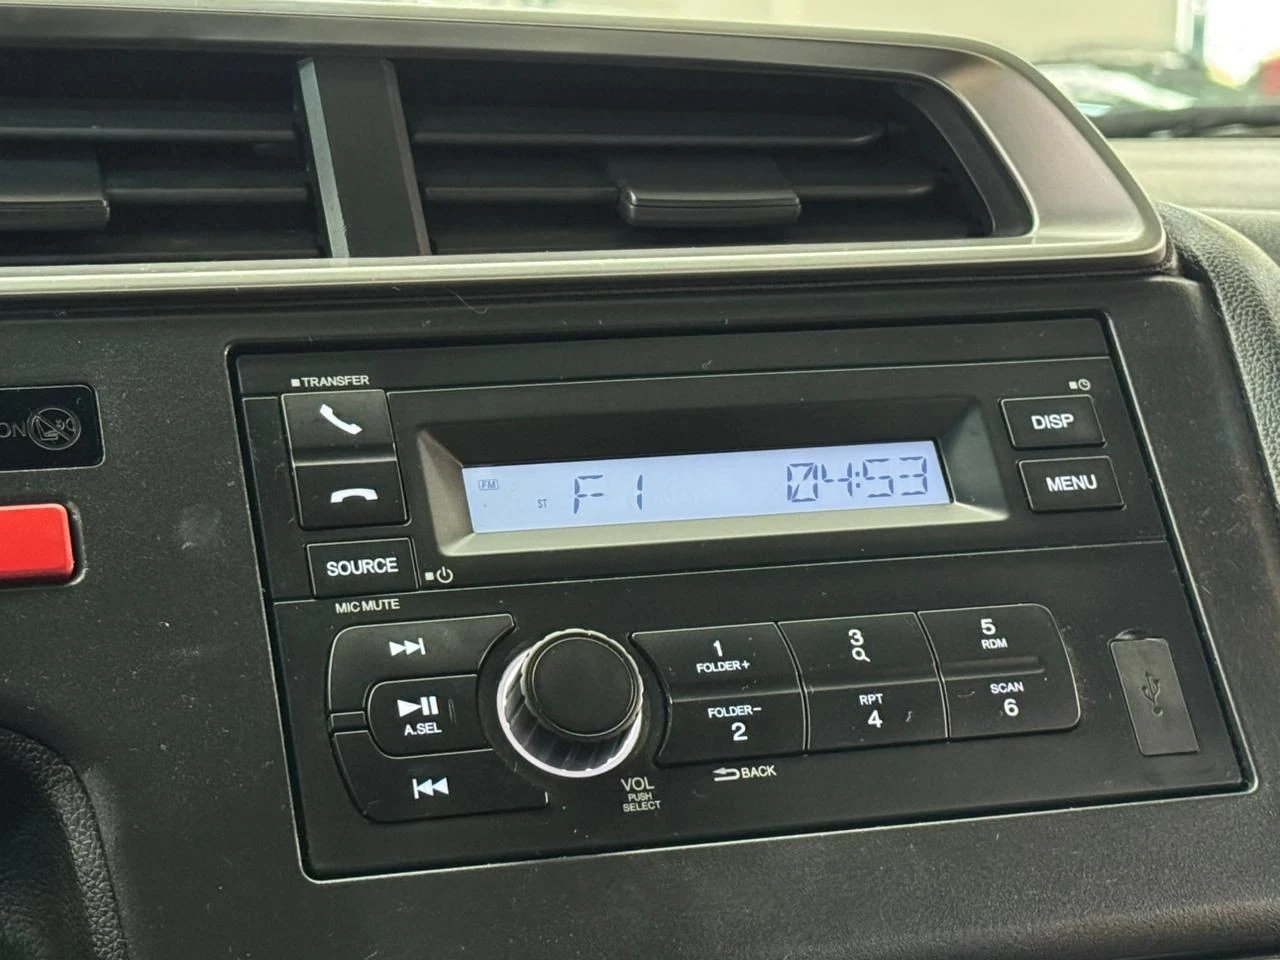 TRANSFER
DISP
MENU
FM
ST
F 1
04:53
SOURCE
MIC MUTE
A.SEL
VOL
PUSH
SELECT
1
FOLDER+
3
5
RDM
FOLDER-
2
RPT
4
SCAN
6
BACK